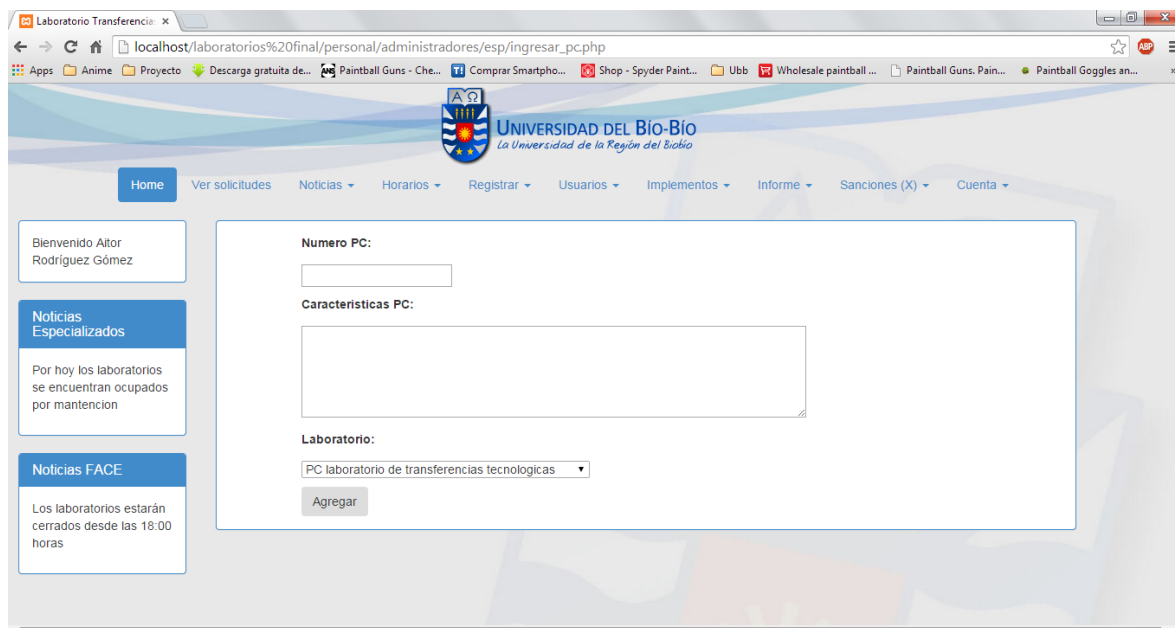 Laboratorio Transferencia:
localhost/laboratorios%20final/personal/administradores/esp/ingresar_pc.php
ABP
Apps Anime Proyecto Descarga gratuita de... ANS Paintball Guns - Che... T! Comprar Smartpho... Shop - Spyder Paint... Ubb Wholesale paintball ... Paintball Guns. Pain... Paintball Goggles an... »
ΑΩ
UNIVERSIDAD DEL BÍO-BÍO
La Universidad de la Región del Biobío
Home Ver solicitudes Noticias Horarios Registrar Usuarios Implementos Informe Sanciones (X) Cuenta
Bienvenido Aitor
Rodríguez Gómez
Noticias
Especializados
Por hoy los laboratorios
se encuentran ocupados
por mantencion
Noticias FACE
Los laboratorios estarán
cerrados desde las 18:00
horas
Numero PC:
Caracteristicas PC:
Laboratorio:
PC laboratorio de transferencias tecnologicas
Agregar